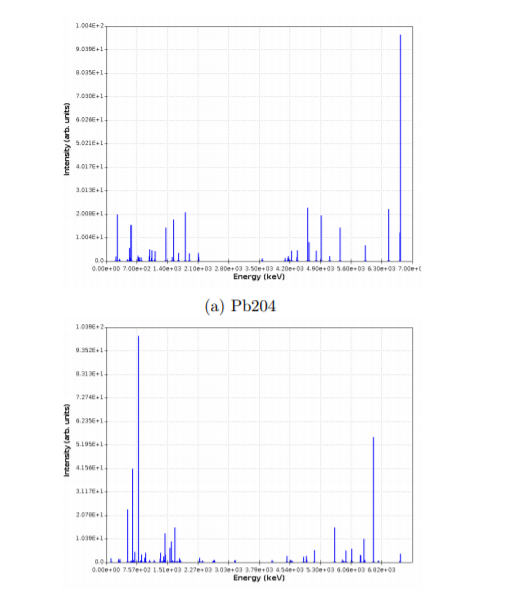 1.004E+2
9.039E+1
8.035E+1
7.030E+1
6.026E+1
5.021E+1
4.017E+1
3.013E+1
2.008E+1
1.004E+1
0.0
Intensity (arb. units)
0.00e+00 7.00e+02 1.40e+03 2.10e+03 2.80e+03 3.50e+03 4.20e+03 4.90e+03 5.60e+03 6.30e+03 7.00e+0
Energy (keV)
(a) Pb204
1.039E+2
9.352E+1
8.313E+1
7.274E+1
6.235E+1
5.195E+1
4.156E+1
3.117E+1
2.078E+1
1.039E+1
0.0
Intensity (arb. units)
0.00e+00 7.57e+02 1.51e+03 2.27e+03 3.03e+03 3.79e+03 4.54e+03 5.30e+03 6.06e+03 6.82e+03
Energy (keV)